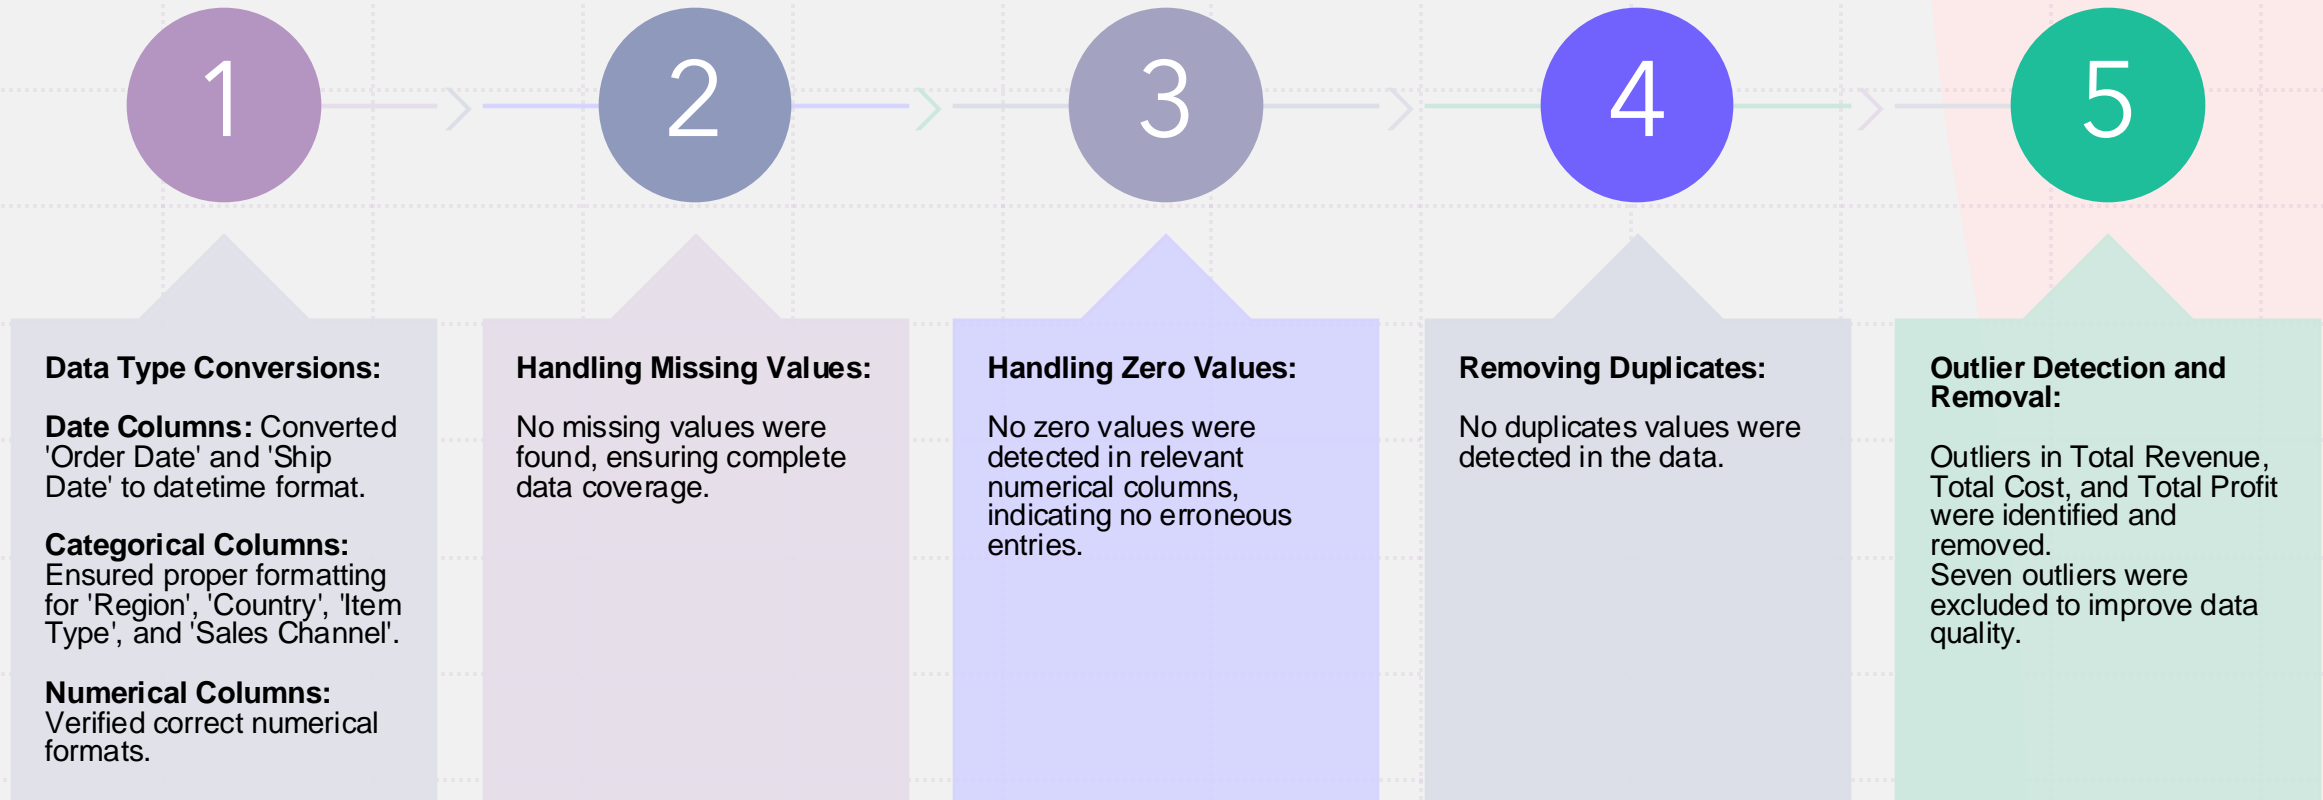 1
2
3
4
5
Data Type Conversions:
Date Columns: Converted
'Order Date' and 'Ship
Date' to datetime format.
Categorical Columns:
Ensured proper formatting
for 'Region', 'Country', 'Item
Type', and 'Sales Channel'.
Numerical Columns:
Verified correct numerical
formats.
Handling Missing Values:
No missing values were
found, ensuring complete
data coverage.
Handling Zero Values:
No zero values were
detected in relevant
numerical columns,
indicating no erroneous
entries.
Removing Duplicates:
No duplicates values were
detected in the data.
Outlier Detection and
Removal:
Outliers in Total Revenue,
Total Cost, and Total Profit
were identified and
removed.
Seven outliers were
excluded to improve data
quality.